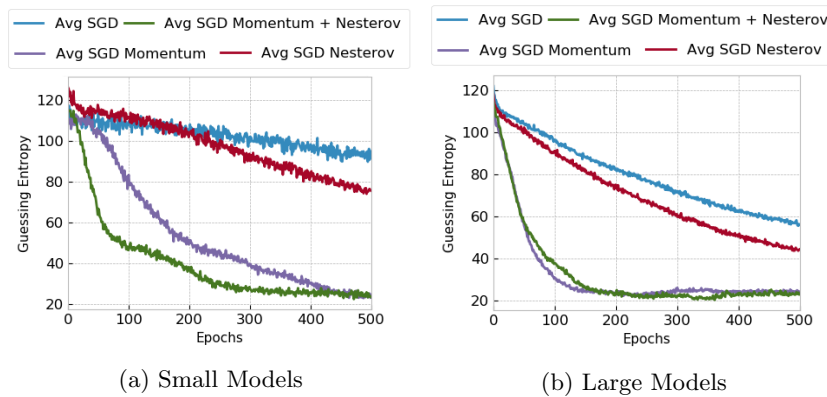 Avg SGD
Avg SGD Momentum + Nesterov
Avg SGD Momentum
Avg SGD Nesterov
Guessing Entropy
120
100
80
60
40
20
0 100 200 300 400 500
Epochs
(a) Small Models
Avg SGD
Avg SGD Momentum + Nesterov
Avg SGD Momentum
Avg SGD Nesterov
Guessing Entropy
120
100
80
60
40
20
0 100 200 300 400 500
Epochs
(b) Large Models